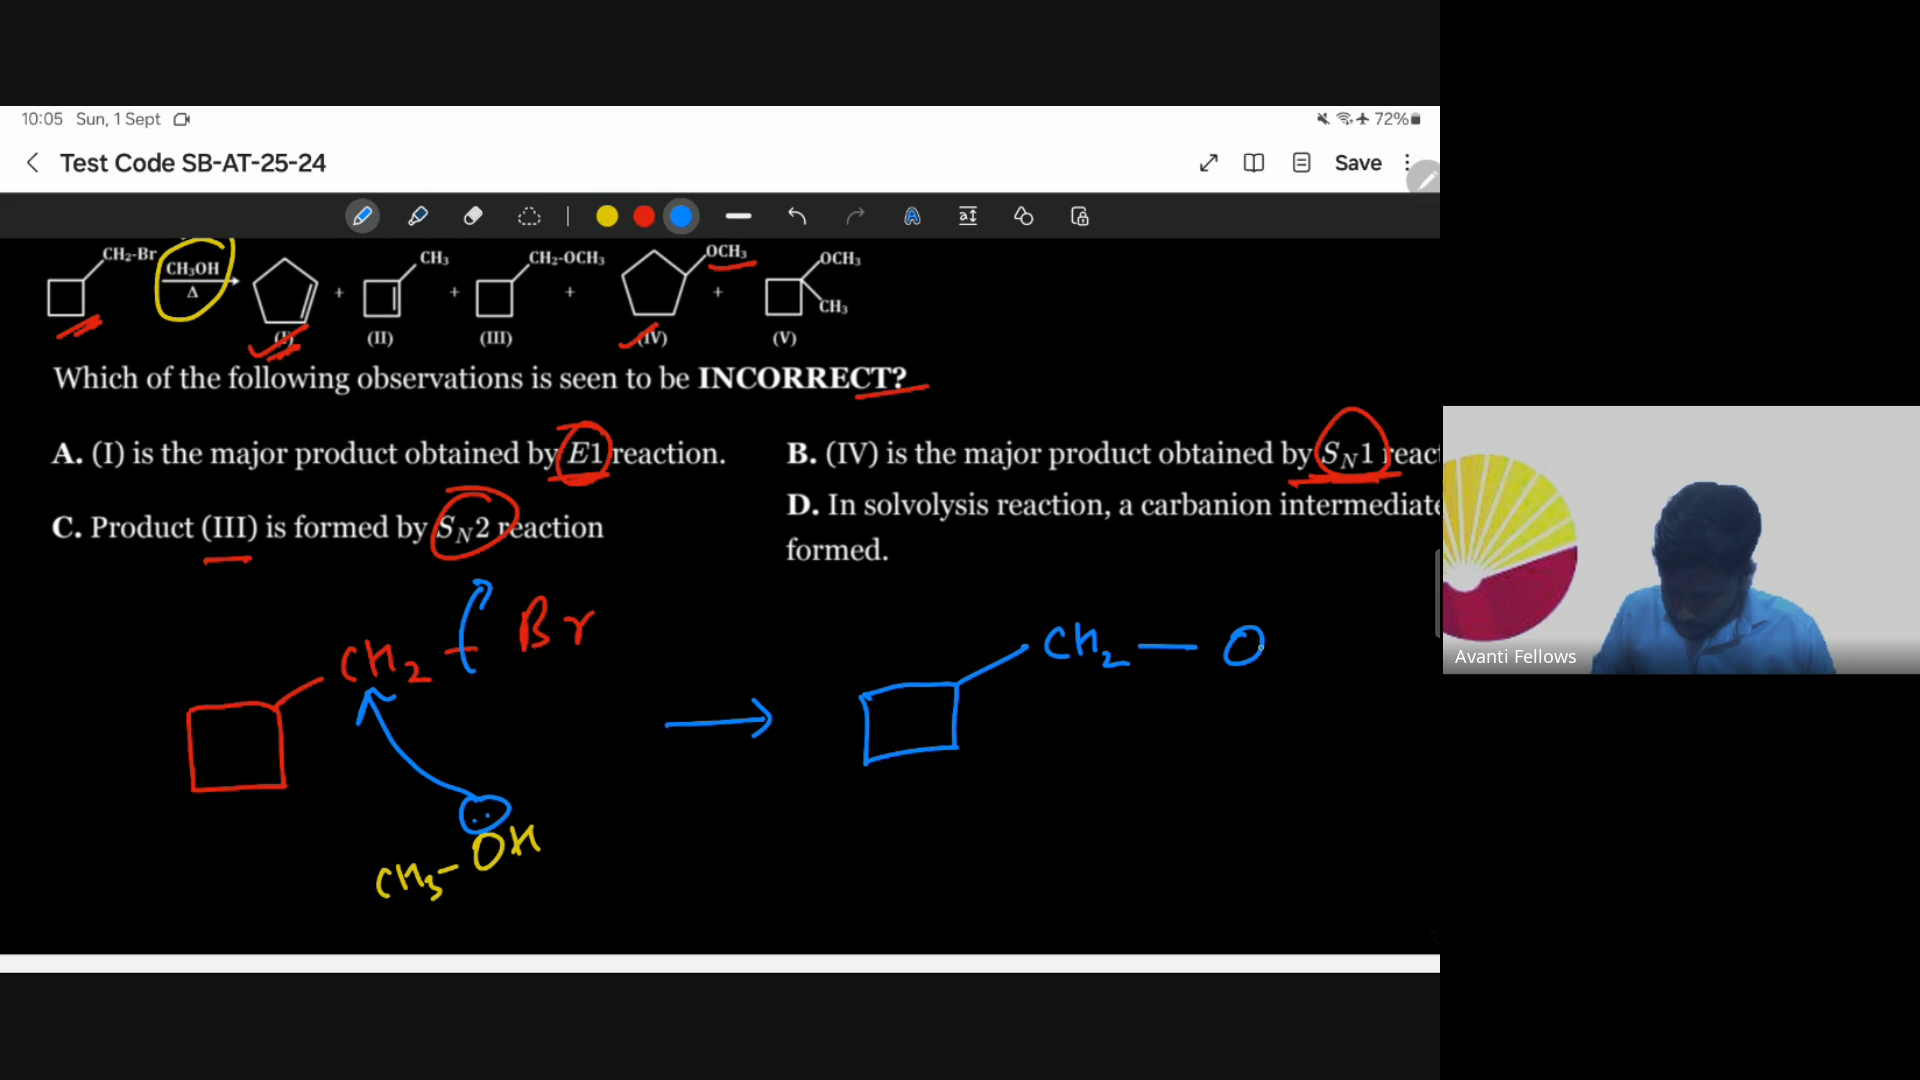 10:05 Sun, 1 Sept 72%
Test Code SB-AT-25-24 Save
CH₂-Br CH₃OH Δ + CH₃ + CH₂-OCH₃ + OCH₃ + OCH₃ CH₃
(I) (II) (III) (IV) (V)
Which of the following observations is seen to be INCORRECT?
A. (I) is the major product obtained by E1 reaction.
B. (IV) is the major product obtained by S_N1 reac
C. Product (III) is formed by S_N2 reaction
D. In solvolysis reaction, a carbanion intermediate
formed.
CH₂ – Br
CH₂ — O
CH₃-OH
Avanti Fellows